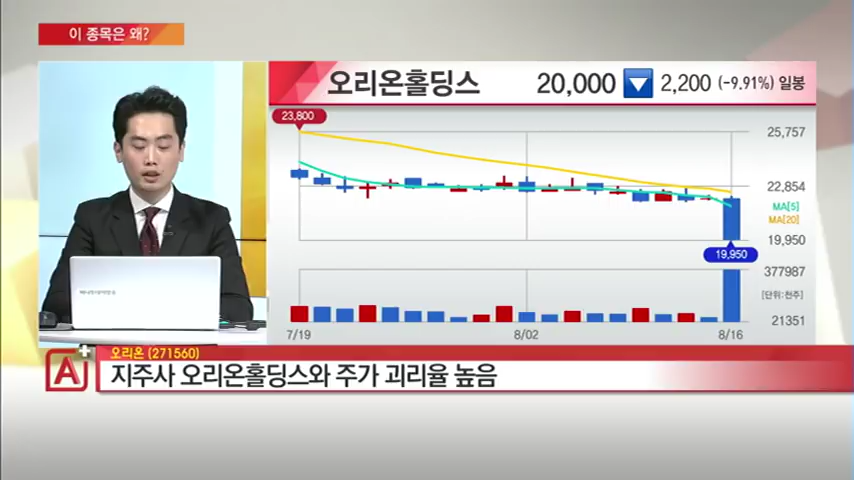 이 종목은 왜?
오리온홀딩스 20,000 ▼ 2,200 (-9.91%) 일봉
23,800
25,757
22,854
MA[5]
MA[20]
19,950
19,950
377987
[단위:천주]
21351
7/19 8/02 8/16
A+
오리온 (271560)
지주사 오리온홀딩스와 주가 괴리율 높음